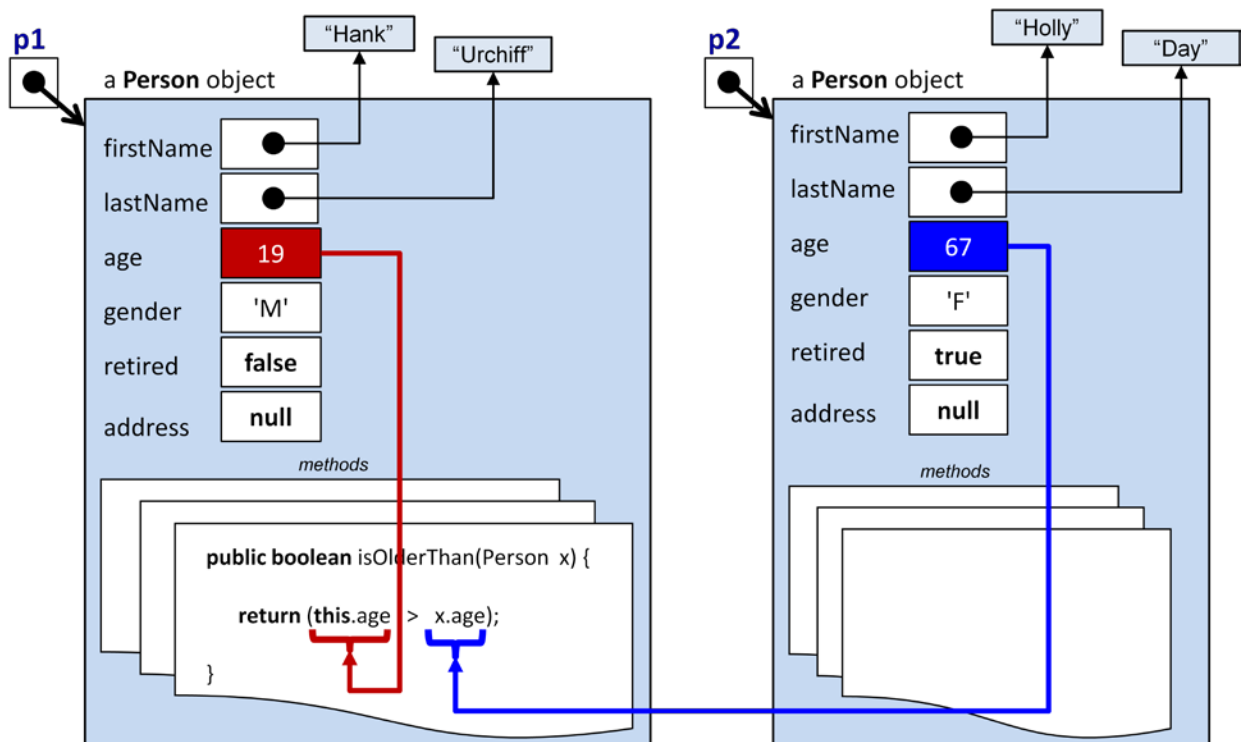 p1
“Hank”
“Urchiff”
a Person object
firstName
lastName
age
19
gender
'M'
retired
false
address
null
methods
public boolean isOlderThan(Person x) {
return (this.age > x.age);
}
p2
“Holly”
“Day”
a Person object
firstName
lastName
age
67
gender
'F'
retired
true
address
null
methods